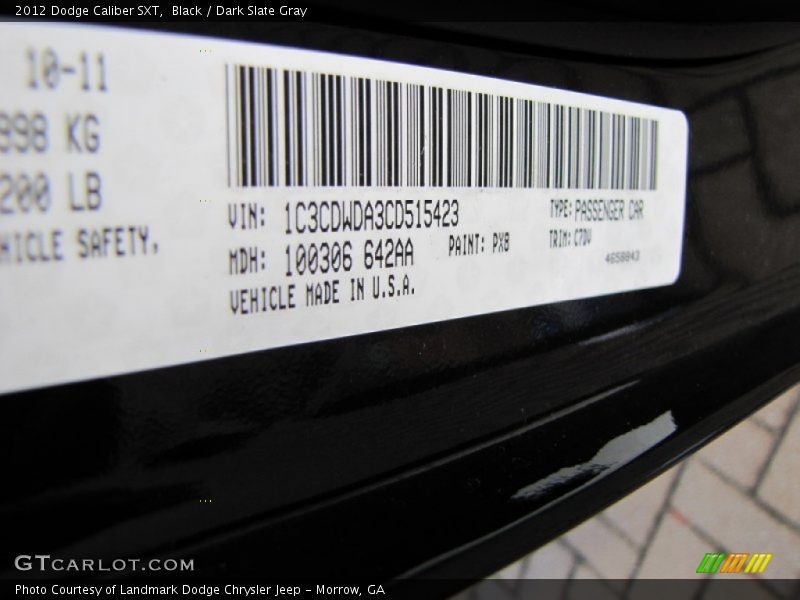 2012 Dodge Caliber SXT, Black / Dark Slate Gray
10-11
998 KG
200 LB
HICLE SAFETY,
VIN: 1C3CDWDA3CD515423
TYPE: PASSENGER CAR
MDH: 100306 642AA
PAINT: PX8
TRIM: C7DV
VEHICLE MADE IN U.S.A.
4658843
GTCARLOT.COM
Photo Courtesy of Landmark Dodge Chrysler Jeep - Morrow, GA